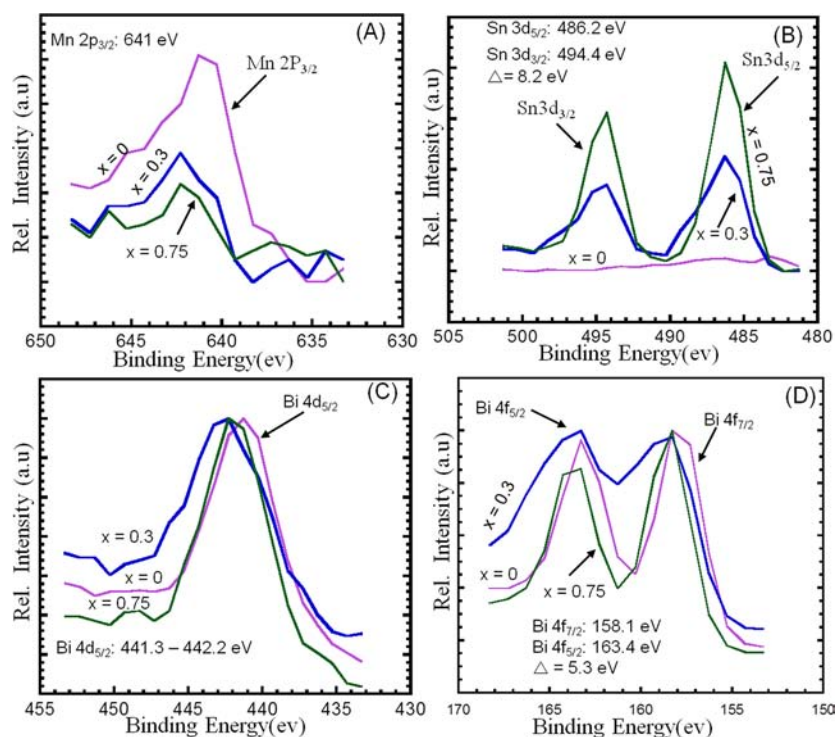 (A)
Mn 2p3/2: 641 eV
Mn 2P3/2
x = 0
x = 0.3
x = 0.75
Rel. Intensity (a.u)
650 645 640 635 630
Binding Energy(ev)
(B)
Sn 3d5/2: 486.2 eV
Sn 3d3/2: 494.4 eV
△= 8.2 eV
Sn3d5/2
Sn3d3/2
x = 0.75
x = 0.3
x = 0
Rel. Intensity (a.u)
505 500 495 490 485 480
Binding Energy(ev)
(C)
Bi 4d5/2
x = 0.3
x = 0
x = 0.75
Bi 4d5/2: 441.3 – 442.2 eV
Rel. Intensity (a.u)
455 450 445 440 435 430
Binding Energy(ev)
(D)
Bi 4f5/2
Bi 4f7/2
x = 0.3
x = 0
x = 0.75
Bi 4f7/2: 158.1 eV
Bi 4f5/2: 163.4 eV
△ = 5.3 eV
Rel. Intensity (a.u)
170 165 160 155 150
Binding Energy(ev)